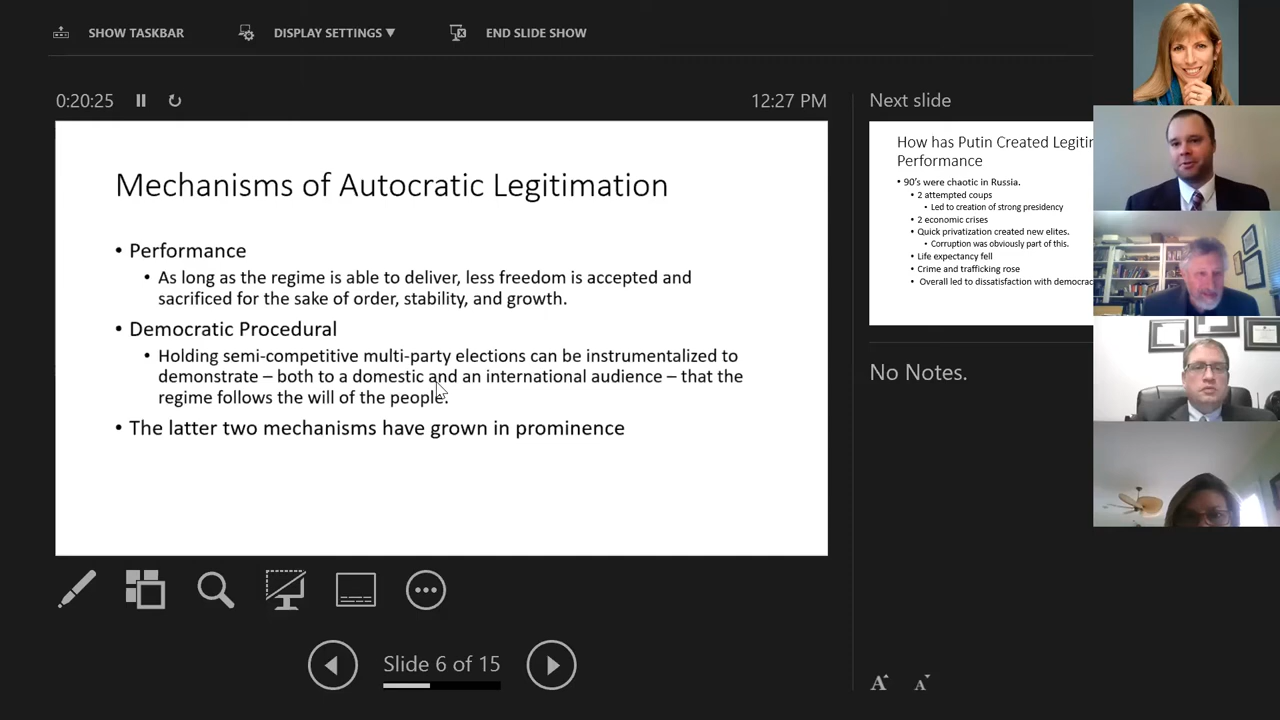 SHOW TASKBAR
DISPLAY SETTINGS ▼
END SLIDE SHOW
0:20:25
12:27 PM
Mechanisms of Autocratic Legitimation
• Performance
• As long as the regime is able to deliver, less freedom is accepted and
sacrificed for the sake of order, stability, and growth.
• Democratic Procedural
• Holding semi-competitive multi-party elections can be instrumentalized to
demonstrate – both to a domestic and an international audience – that the
regime follows the will of the people.
• The latter two mechanisms have grown in prominence
Slide 6 of 15
Next slide
How has Putin Created Legitir
Performance
• 90's were chaotic in Russia.
• 2 attempted coups
• Led to creation of strong presidency
• 2 economic crises
• Quick privatization created new elites.
• Corruption was obviously part of this.
• Life expectancy fell
• Crime and trafficking rose
• Overall led to dissatisfaction with democrac
No Notes.
A A